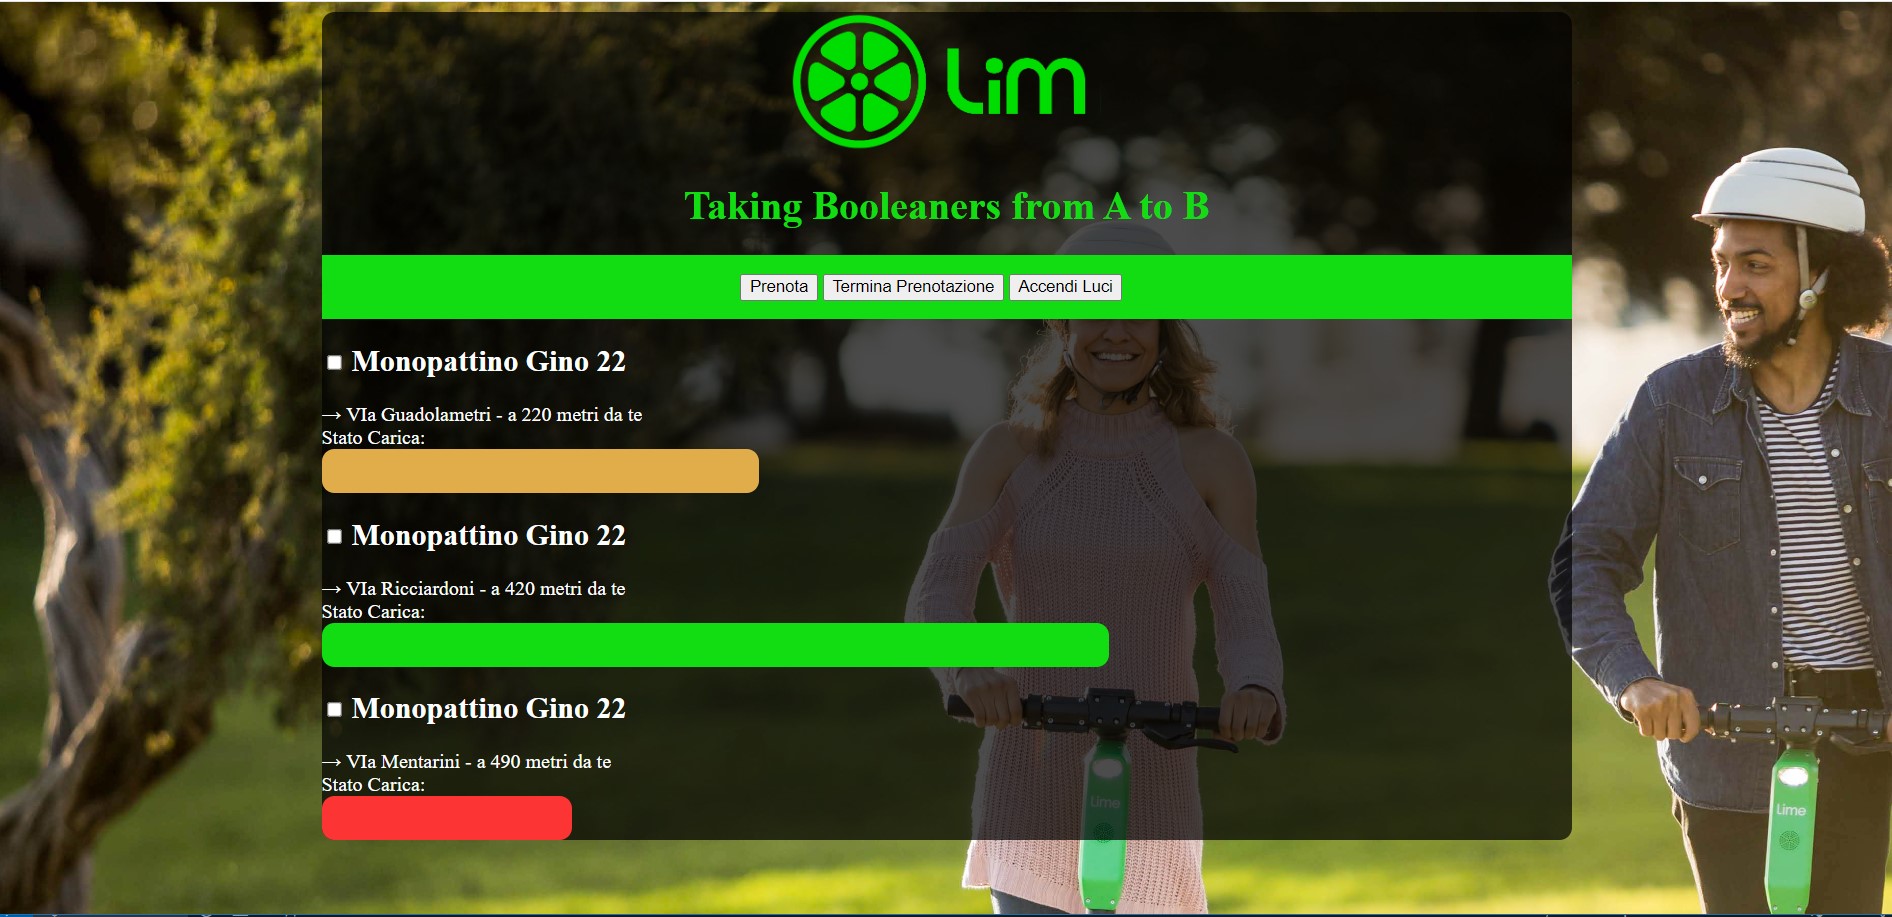 Lim
Taking Booleaners from A to B
Prenota Termina Prenotazione Accendi Luci
Monopattino Gino 22
→ VIa Guadolametri - a 220 metri da te
Stato Carica:
Monopattino Gino 22
→ VIa Ricciardoni - a 420 metri da te
Stato Carica:
Monopattino Gino 22
→ VIa Mentarini - a 490 metri da te
Stato Carica:
Lime
Lime